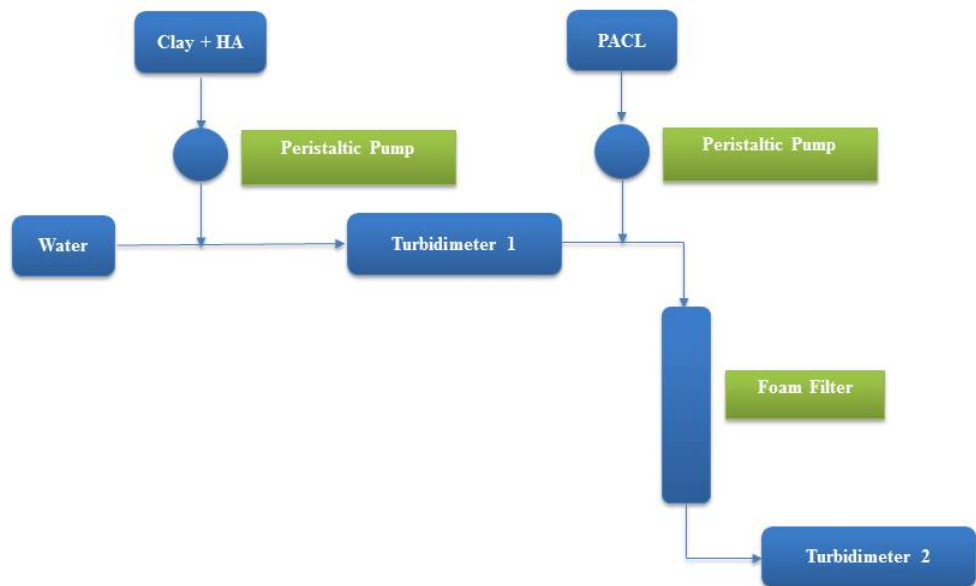 Clay + HA
PACL
Peristaltic Pump
Peristaltic Pump
Water
Turbidimeter 1
Foam Filter
Turbidimeter 2